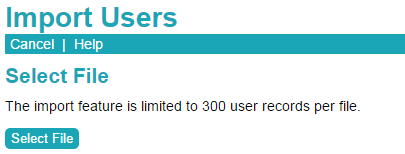 Import Users
Cancel | Help
Select File
The import feature is limited to 300 user records per file.
Select File